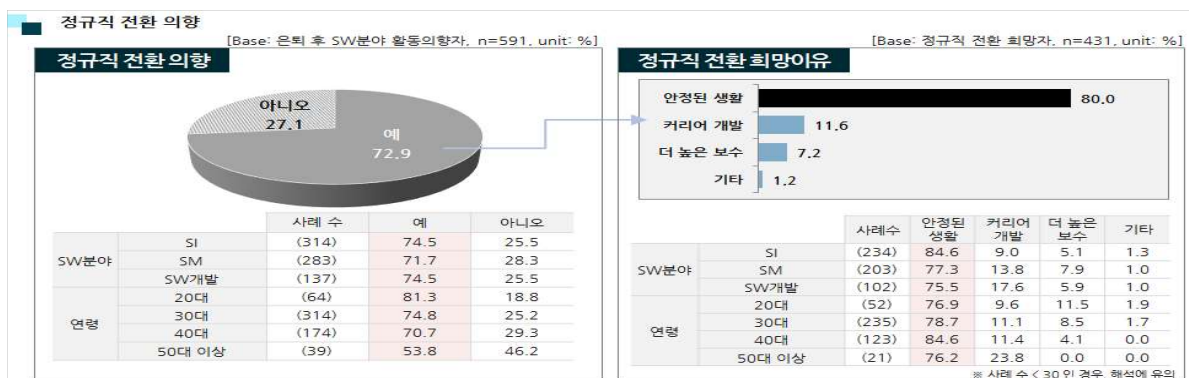 정규직 전환 의향
[Base: 은퇴 후 SW분야 활동의향자, n=591, unit: %]
정규직 전환 의향
아니오
27.1
예
72.9
사례 수 예 아니오
SW분야 SI (314) 74.5 25.5
SM (283) 71.7 28.3
SW개발 (137) 74.5 25.5
연령 20대 (64) 81.3 18.8
30대 (314) 74.8 25.2
40대 (174) 70.7 29.3
50대 이상 (39) 53.8 46.2
[Base: 정규직 전환 희망자, n=431, unit: %]
정규직 전환 희망이유
안정된 생활 80.0
커리어 개발 11.6
더 높은 보수 7.2
기타 1.2
사례수 안정된 생활 커리어 개발 더 높은 보수 기타
SW분야 SI (234) 84.6 9.0 5.1 1.3
SM (203) 77.3 13.8 7.9 1.0
SW개발 (102) 75.5 17.6 5.9 1.0
연령 20대 (52) 76.9 9.6 11.5 1.9
30대 (235) 78.7 11.1 8.5 1.7
40대 (123) 84.6 11.4 4.1 0.0
50대 이상 (21) 76.2 23.8 0.0 0.0
※ 사례 수 < 30인 경우 해석에 유의